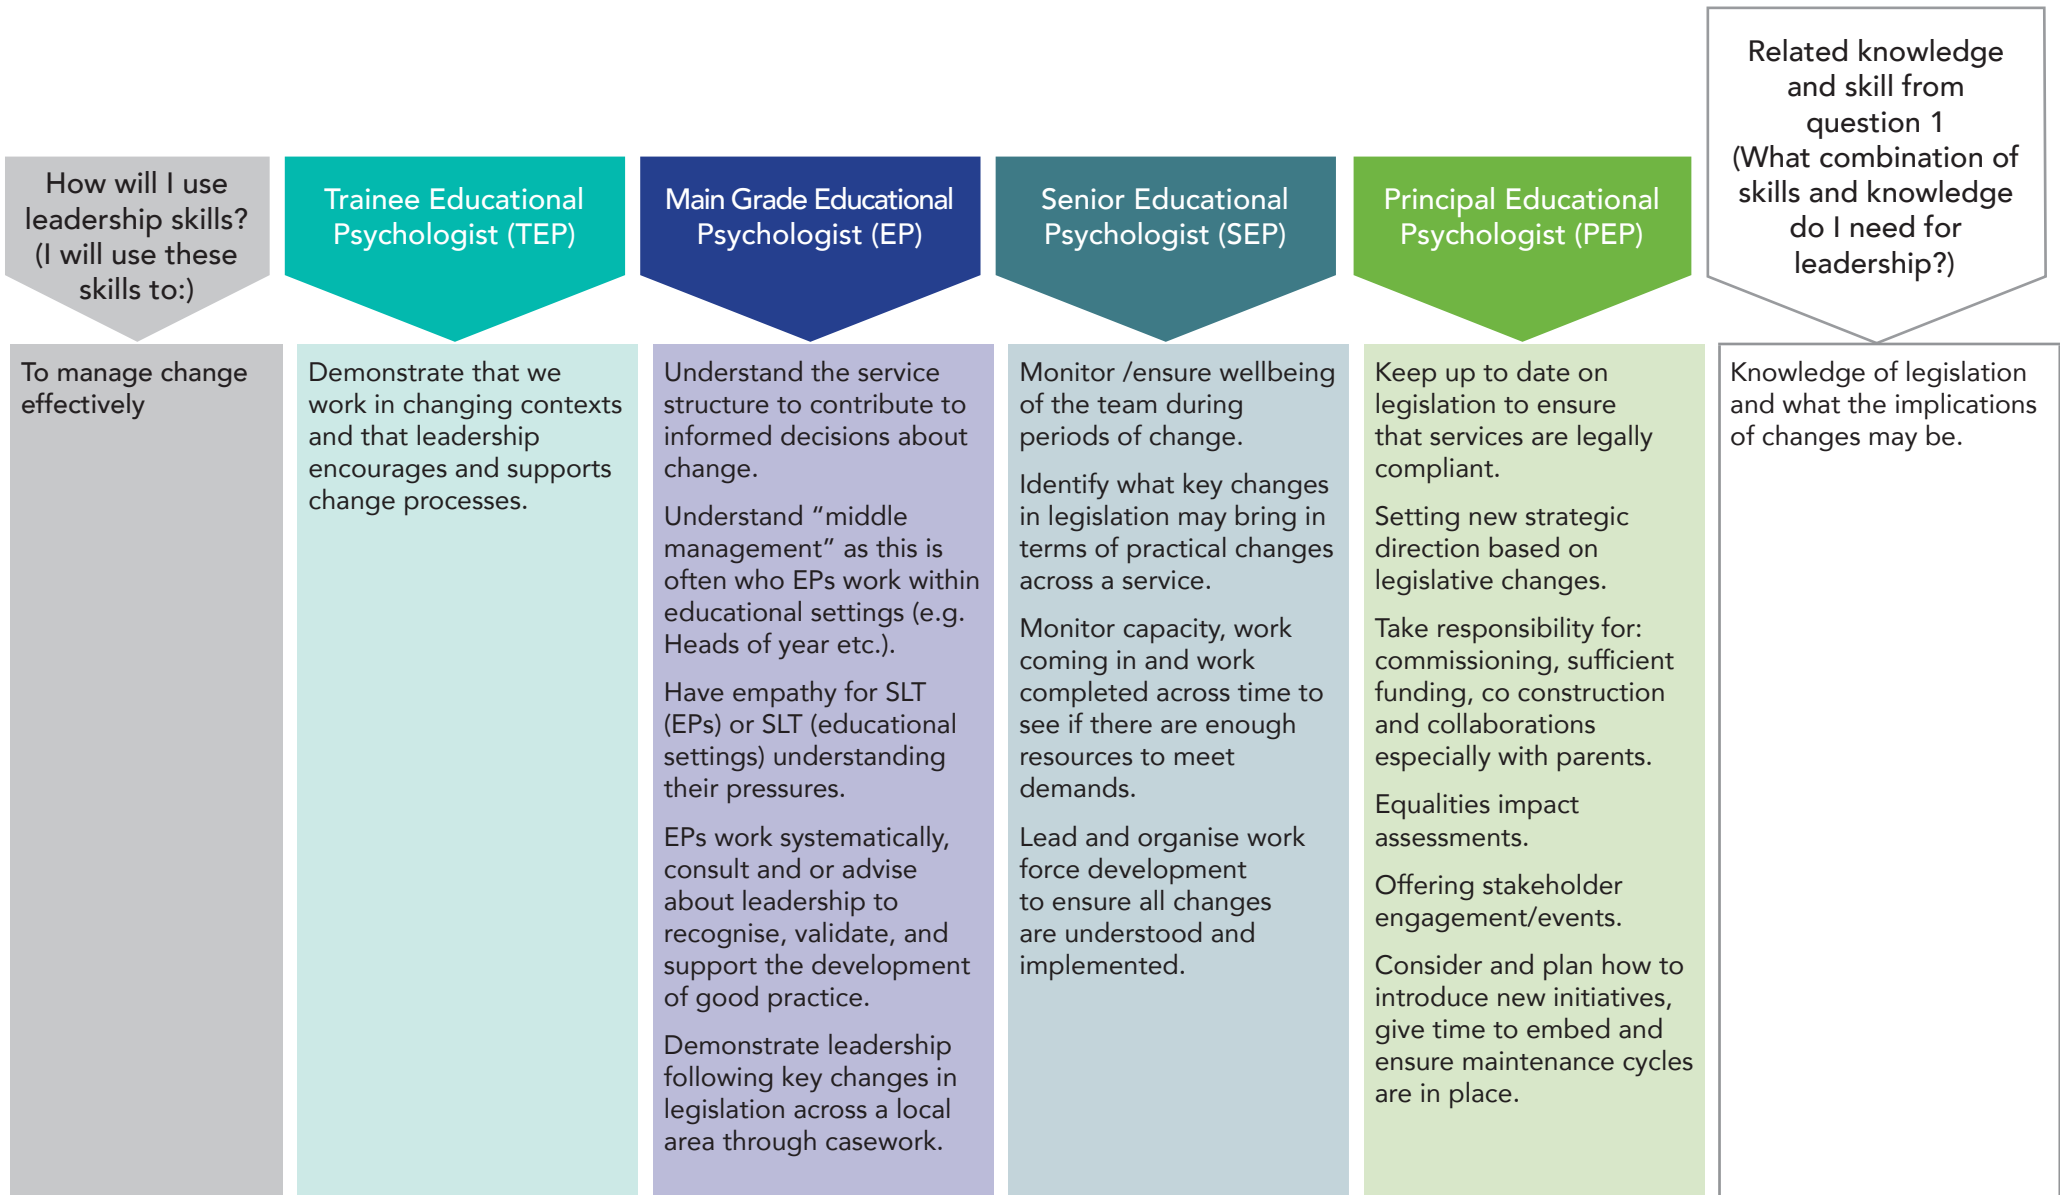 How will I use
leadership skills?
(I will use these
skills to:)
Trainee Educational
Psychologist (TEP)
Main Grade Educational
Psychologist (EP)
Senior Educational
Psychologist (SEP)
Principal Educational
Psychologist (PEP)
Related knowledge
and skill from
question 1
(What combination of
skills and knowledge
do I need for
leadership?)
To manage change
effectively
Demonstrate that we
work in changing contexts
and that leadership
encourages and supports
change processes.
Understand the service
structure to contribute to
informed decisions about
change.
Understand “middle
management” as this is
often who EPs work within
educational settings (e.g.
Heads of year etc.).
Have empathy for SLT
(EPs) or SLT (educational
settings) understanding
their pressures.
EPs work systematically,
consult and or advise
about leadership to
recognise, validate, and
support the development
of good practice.
Demonstrate leadership
following key changes in
legislation across a local
area through casework.
Monitor /ensure wellbeing
of the team during
periods of change.
Identify what key changes
in legislation may bring in
terms of practical changes
across a service.
Monitor capacity, work
coming in and work
completed across time to
see if there are enough
resources to meet
demands.
Lead and organise work
force development
to ensure all changes
are understood and
implemented.
Keep up to date on
legislation to ensure
that services are legally
compliant.
Setting new strategic
direction based on
legislative changes.
Take responsibility for:
commissioning, sufficient
funding, co construction
and collaborations
especially with parents.
Equalities impact
assessments.
Offering stakeholder
engagement/events.
Consider and plan how to
introduce new initiatives,
give time to embed and
ensure maintenance cycles
are in place.
Knowledge of legislation
and what the implications
of changes may be.